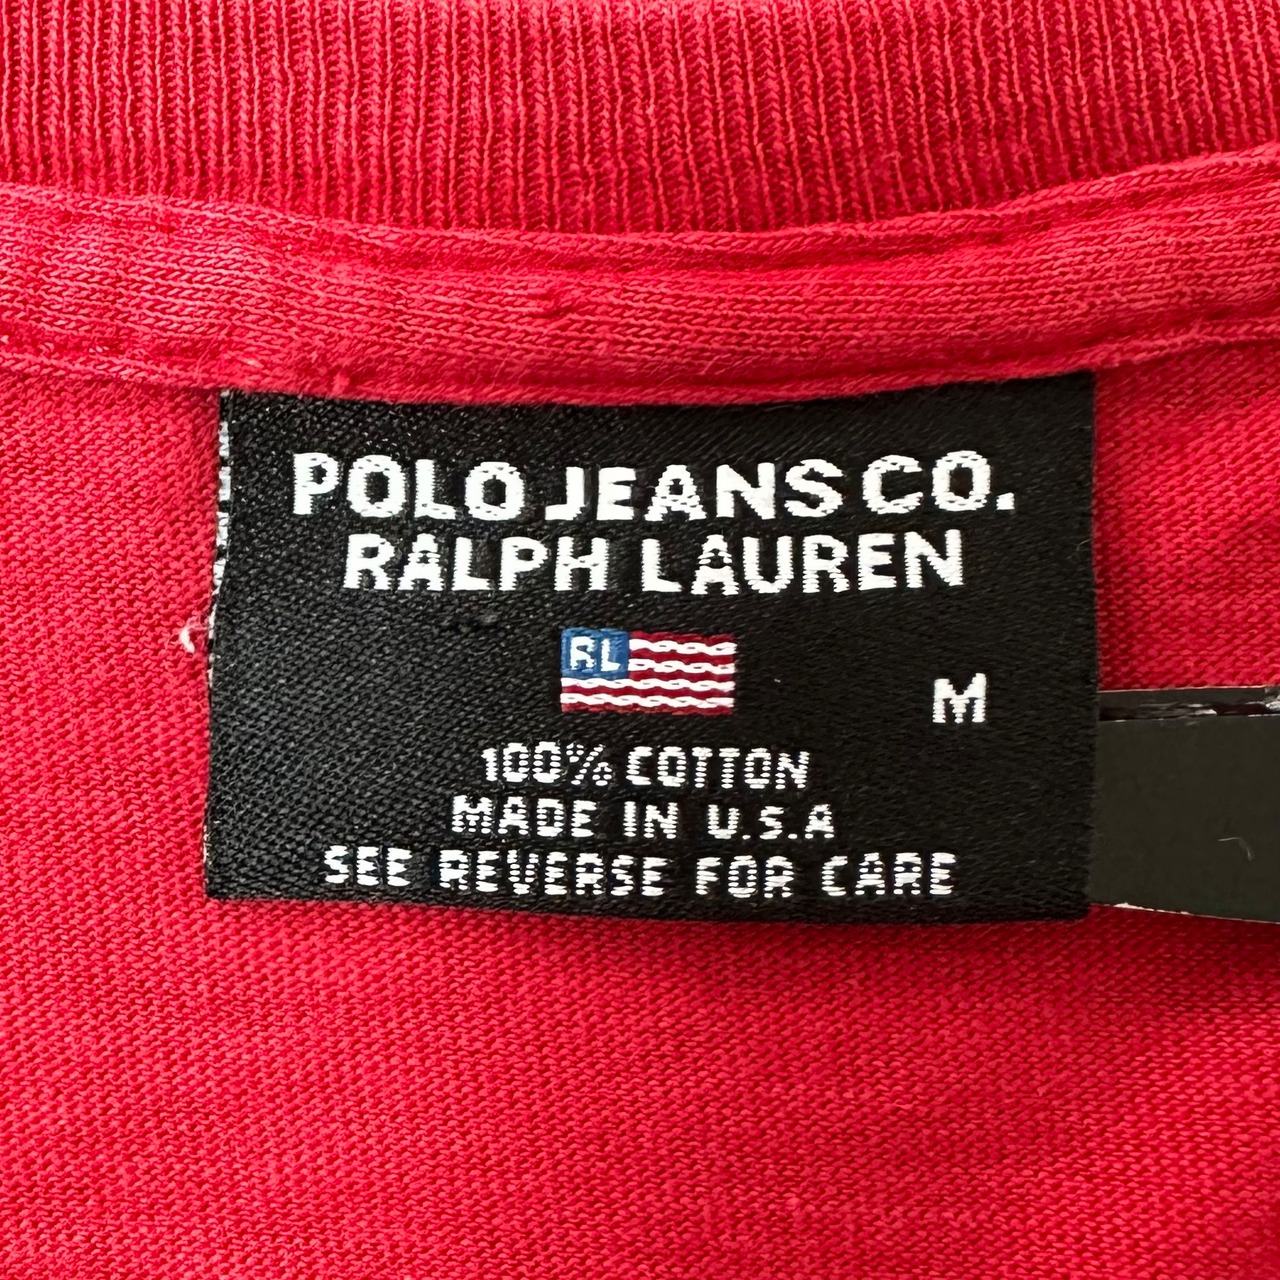 POLO JEANS CO.
RALPH LAUREN
RL
M
100% COTTON
MADE IN U.S.A
SEE REVERSE FOR CARE